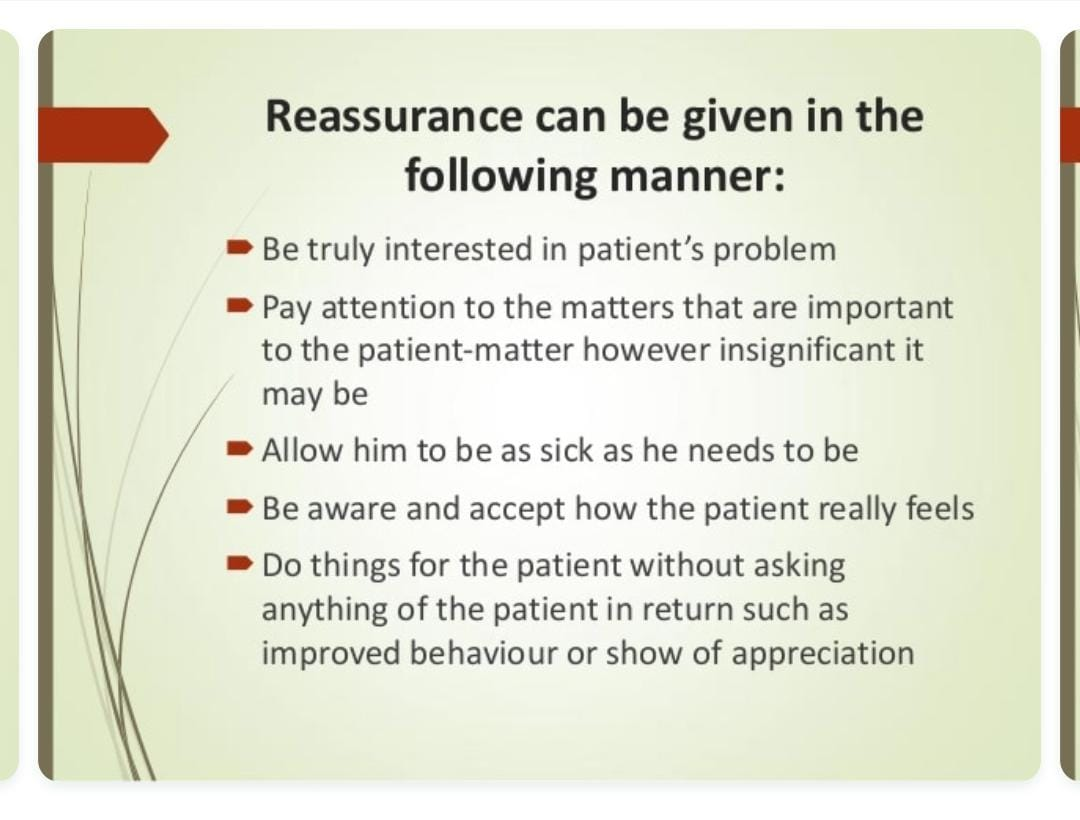 Reassurance can be given in the
following manner:
Be truly interested in patient’s problem
Pay attention to the matters that are important
to the patient-matter however insignificant it
may be
Allow him to be as sick as he needs to be
Be aware and accept how the patient really feels
Do things for the patient without asking
anything of the patient in return such as
improved behaviour or show of appreciation